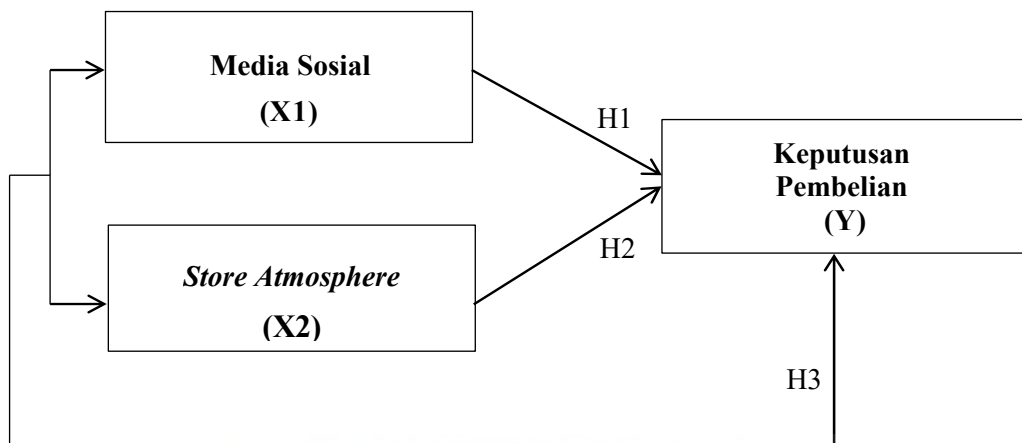 Media Sosial
(X1)
H1
Keputusan
Pembelian
(Y)
Store Atmosphere
(X2)
H2
H3